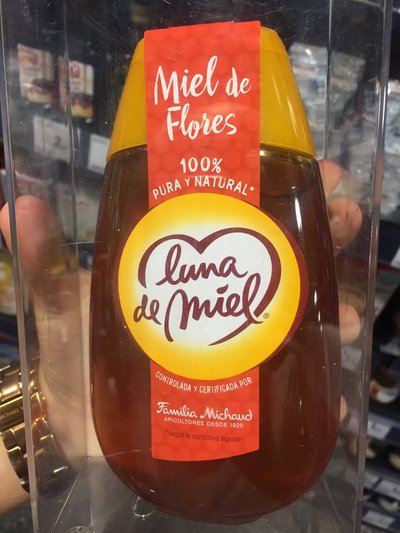 Miel de
Flores
100%
PURA Y NATURAL*
luna
de miel®
CONTROLADA Y CERTIFICADA POR
Familia Michaud
APICULTORES DESDE 1920
*según la normativa vigente